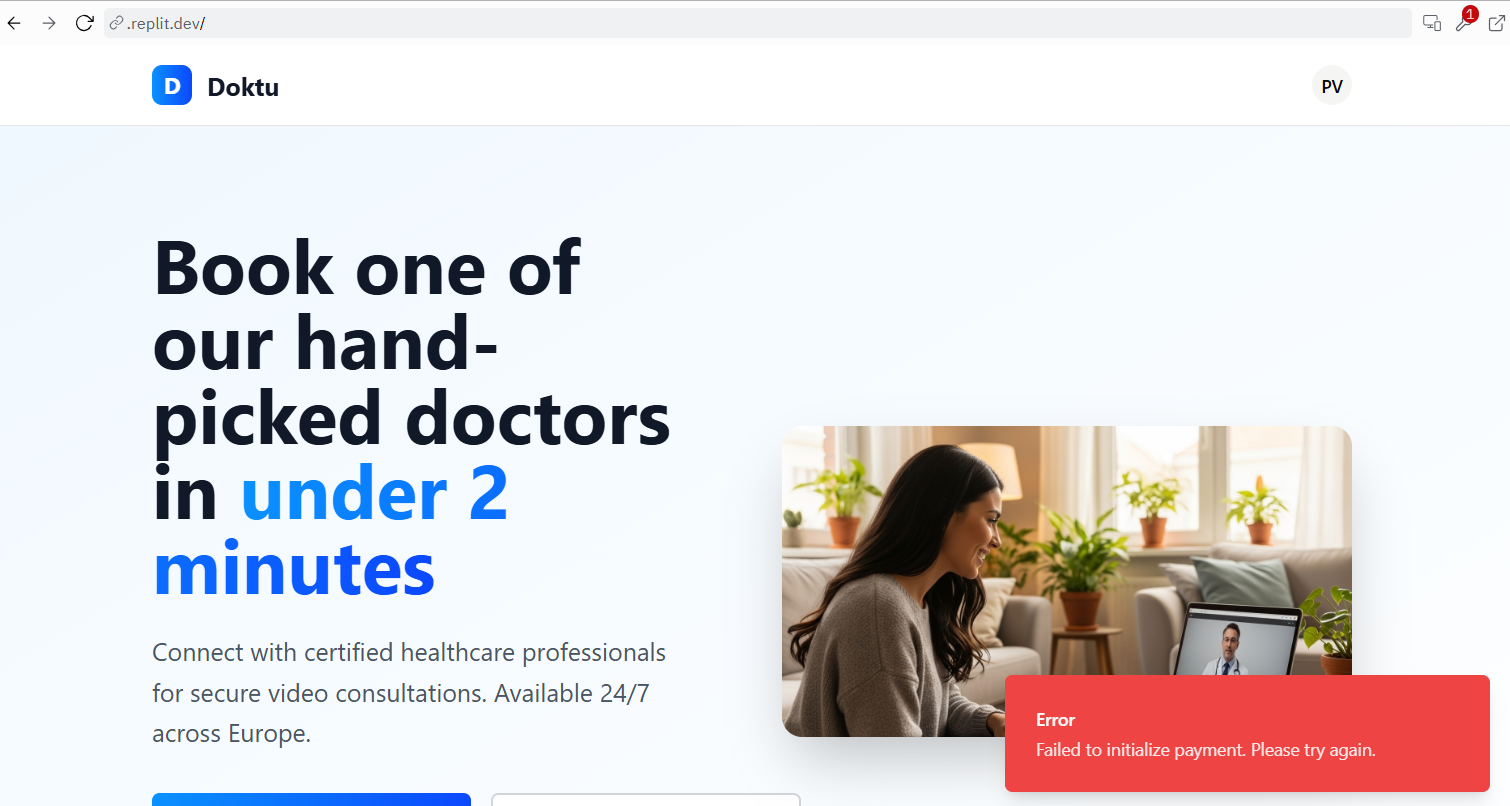 .replit.dev/
1
D
Doktu
PV
Book one of
our hand-
picked doctors
in under 2
minutes
Connect with certified healthcare professionals
for secure video consultations. Available 24/7
across Europe.
Error
Failed to initialize payment. Please try again.